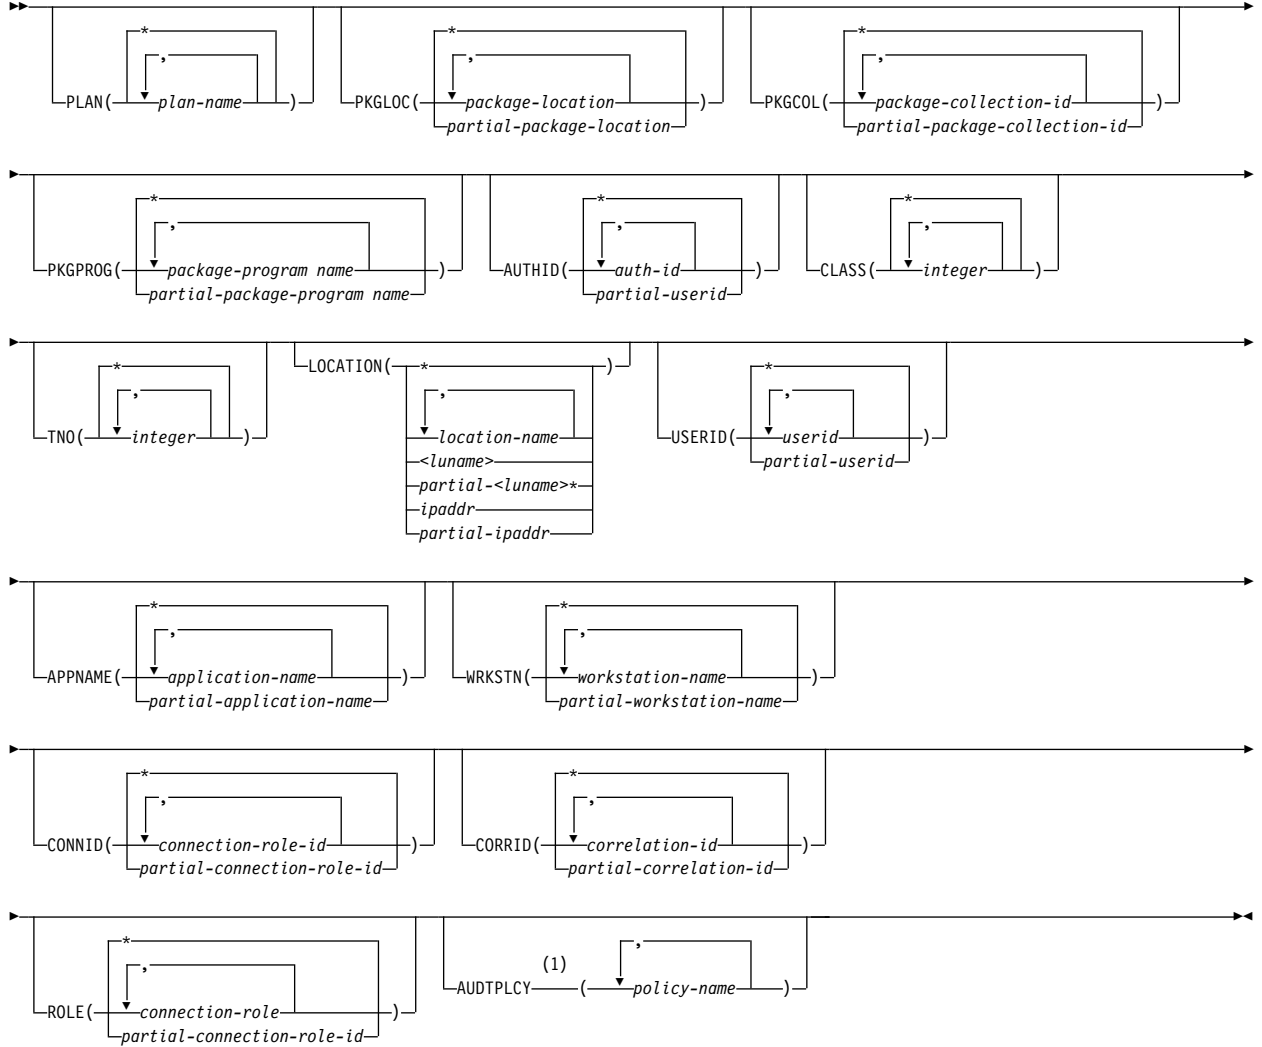 * * *
, , ,
PLAN( plan-name ) PKGLOC( package-location ) PKGCOL( package-collection-id )
partial-package-location partial-package-collection-id
* * *
, , ,
PKGPROG( package-program name ) AUTHID( auth-id ) CLASS( integer )
partial-package-program name partial-userid
* LOCATION( * ) *
, , ,
TNO( integer ) location-name USERID( userid )
<luname> partial-userid
partial-<luname>*
ipaddr
partial-ipaddr
* *
, ,
APPNAME( application-name ) WRKSTN( workstation-name )
partial-application-name partial-workstation-name
* *
, ,
CONNID( connection-role-id ) CORRID( correlation-id )
partial-connection-role-id partial-correlation-id
* ,
, (1)
ROLE( connection-role ) AUDTPLCY ( policy-name )
partial-connection-role-id